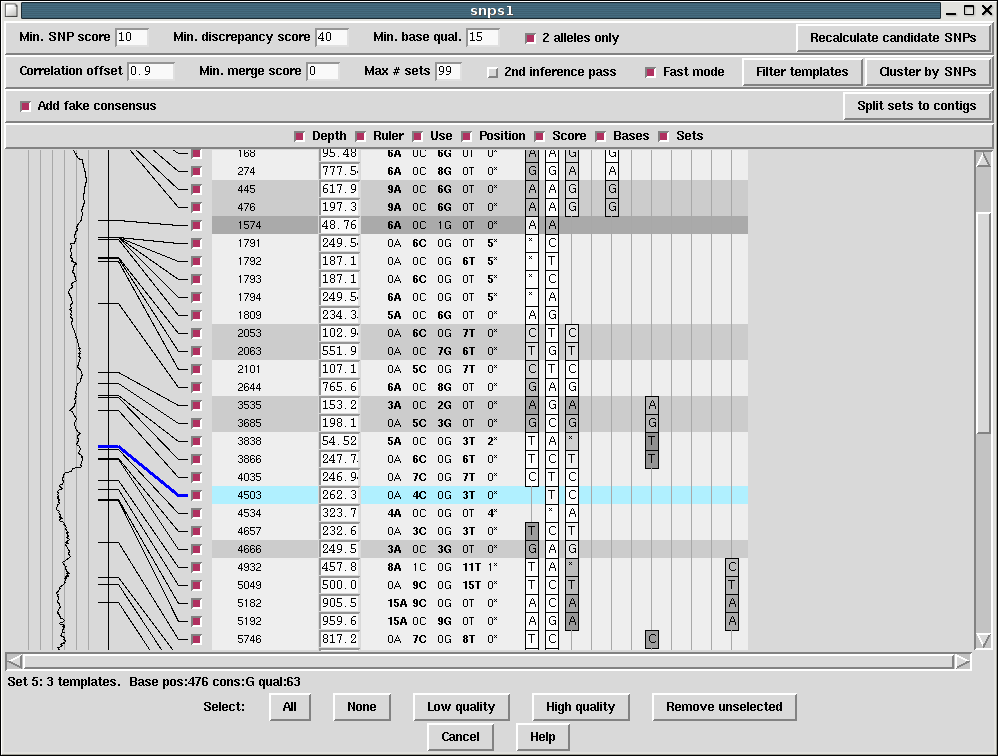 snps1
Min. SNP score 10 Min. discrepancy score 40 Min. base qual. 15 2 alleles only Recalculate candidate SNPs
Correlation offset 0.9 Min. merge score 0 Max # sets 99 2nd inference pass Fast mode Filter templates Cluster by SNPs
Add fake consensus Split sets to contigs
Depth Ruler Use Position Score Bases Sets
168 95.48 6A 0C 6G 0T 0* A A G G
274 777.5 6A 0C 8G 0T 0* G G A A
445 617.9 9A 0C 6G 0T 0* A A G G
476 197.3 9A 0C 6G 0T 0* A A G G
1574 48.76 6A 0C 1G 0T 0* A A
1791 249.5 0A 6C 0G 0T 5* * C
1792 187.1 0A 0C 0G 6T 5* * T
1793 187.1 0A 6C 0G 0T 5* * C
1794 249.5 6A 0C 0G 0T 5* * A
1809 234.3 5A 0C 6G 0T 0* A G
2053 102.9 0A 6C 0G 7T 0* C T C
2063 551.9 0A 0C 7G 6T 0* T G T
2101 107.1 0A 5C 0G 7T 0* C T C
2644 765.6 6A 0C 8G 0T 0* G A G
3535 153.2 3A 0C 2G 0T 0* A G A A
3685 198.1 0A 5C 3G 0T 0* G C G G
3838 54.52 5A 0C 0G 3T 2* T A * T
3866 247.7 0A 6C 0G 6T 0* T C T T
4035 246.9 0A 7C 0G 7T 0* C T C
4503 262.3 0A 4C 0G 3T 0* T C
4534 323.7 4A 0C 0G 0T 4* * A
4657 232.6 0A 3C 0G 3T 0* T C T
4666 249.5 3A 0C 3G 0T 0* G A G
4932 457.8 8A 1C 0G 11T 1* T A * C
5049 500.0 0A 9C 0G 15T 0* T C T T
5182 905.5 15A 9C 0G 0T 0* A C A A
5192 959.6 15A 0C 9G 0T 0* A G A A
5746 817.2 0A 7C 0G 8T 0* T C C
Set 5: 3 templates. Base pos:476 cons:G qual:63
Select: All None Low quality High quality Remove unselected
Cancel Help